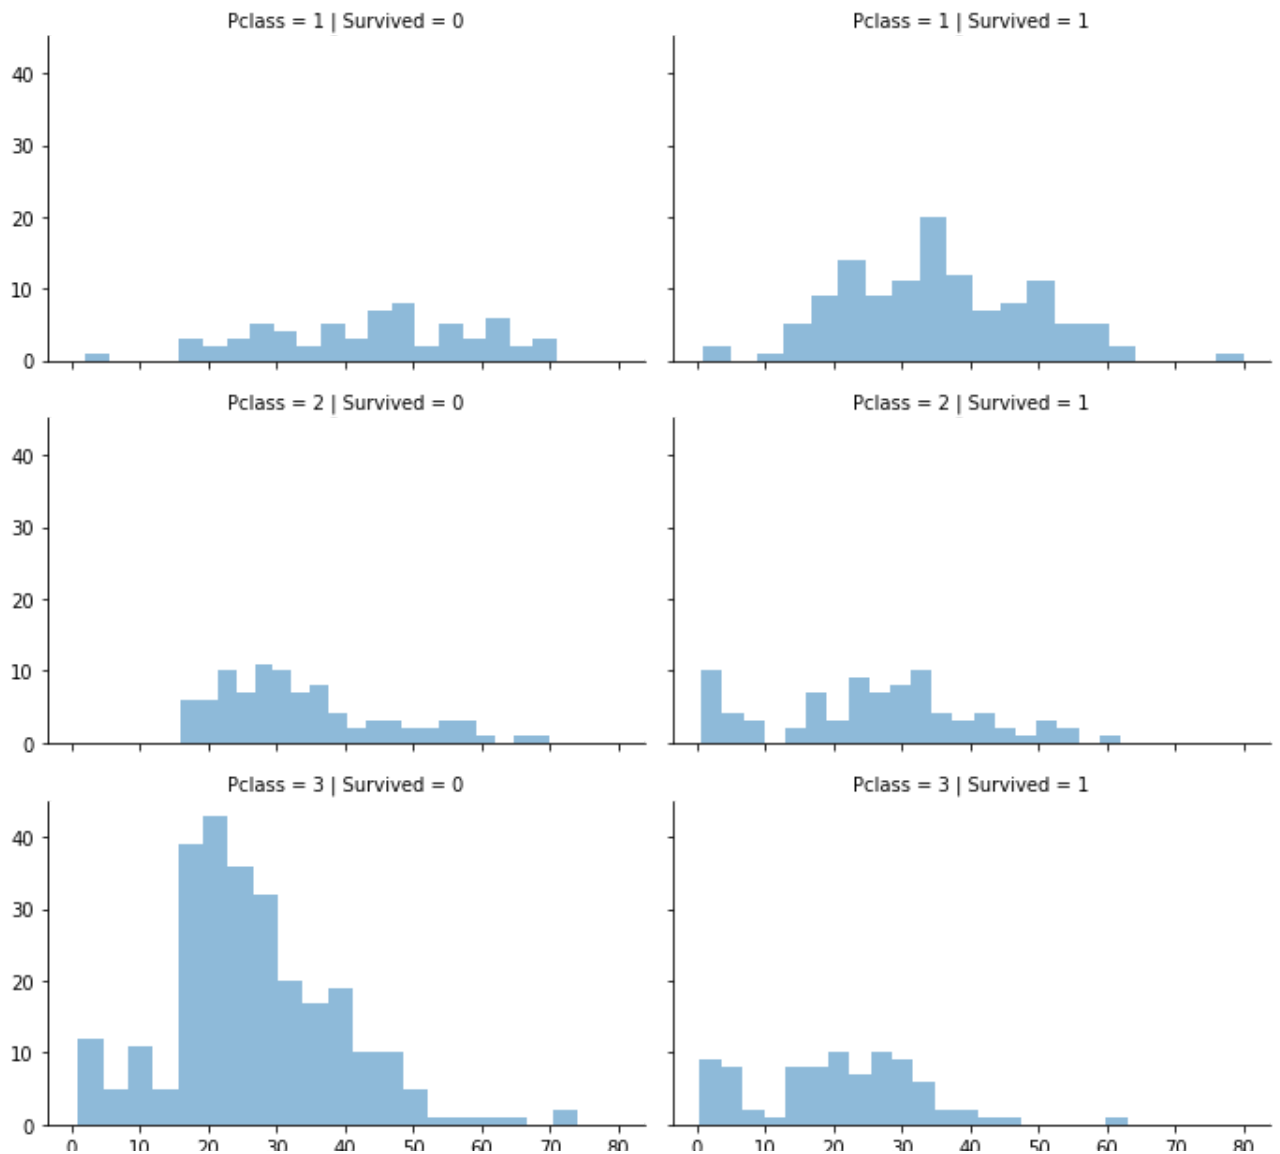 Pclass = 1 | Survived = 0
Pclass = 1 | Survived = 1
40
30
20
10
0
Pclass = 2 | Survived = 0
Pclass = 2 | Survived = 1
40
30
20
10
0
Pclass = 3 | Survived = 0
Pclass = 3 | Survived = 1
40
30
20
10
0
0 10 20 30 40 50 60 70 80
0 10 20 30 40 50 60 70 80